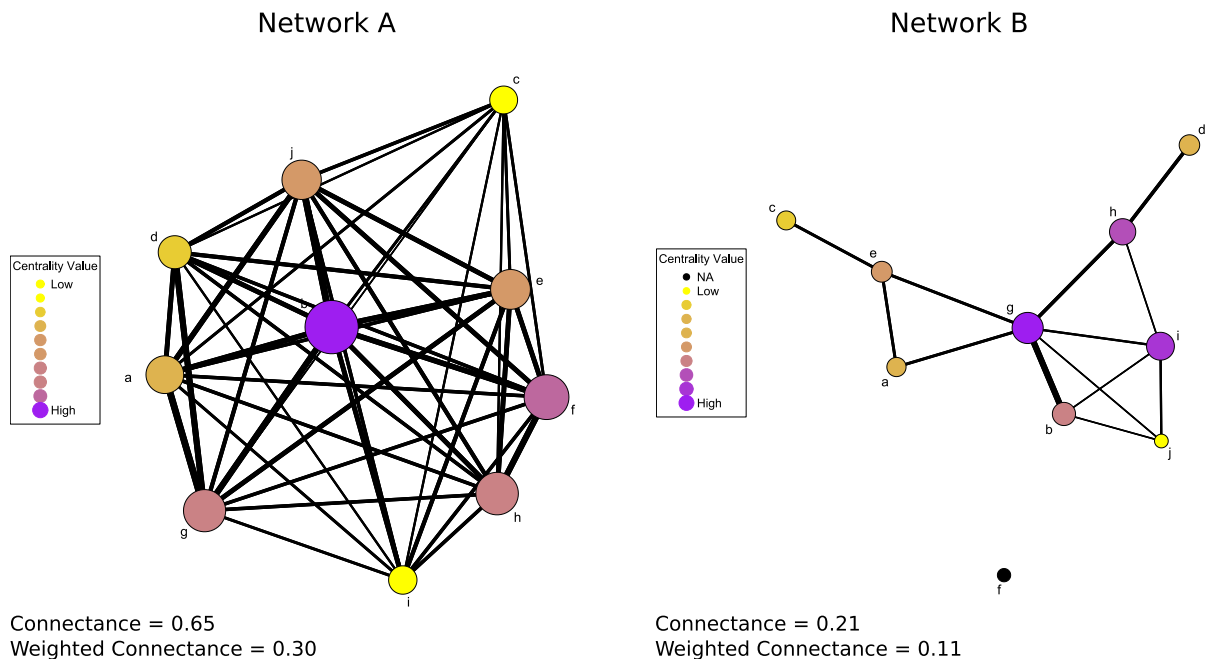 Network A
c
j
d
b
e
a
f
g
h
i
Centrality Value
Low
High
Connectance = 0.65
Weighted Connectance = 0.30
Network B
d
c
h
e
g
i
a
b
j
f
Centrality Value
NA
Low
High
Connectance = 0.21
Weighted Connectance = 0.11